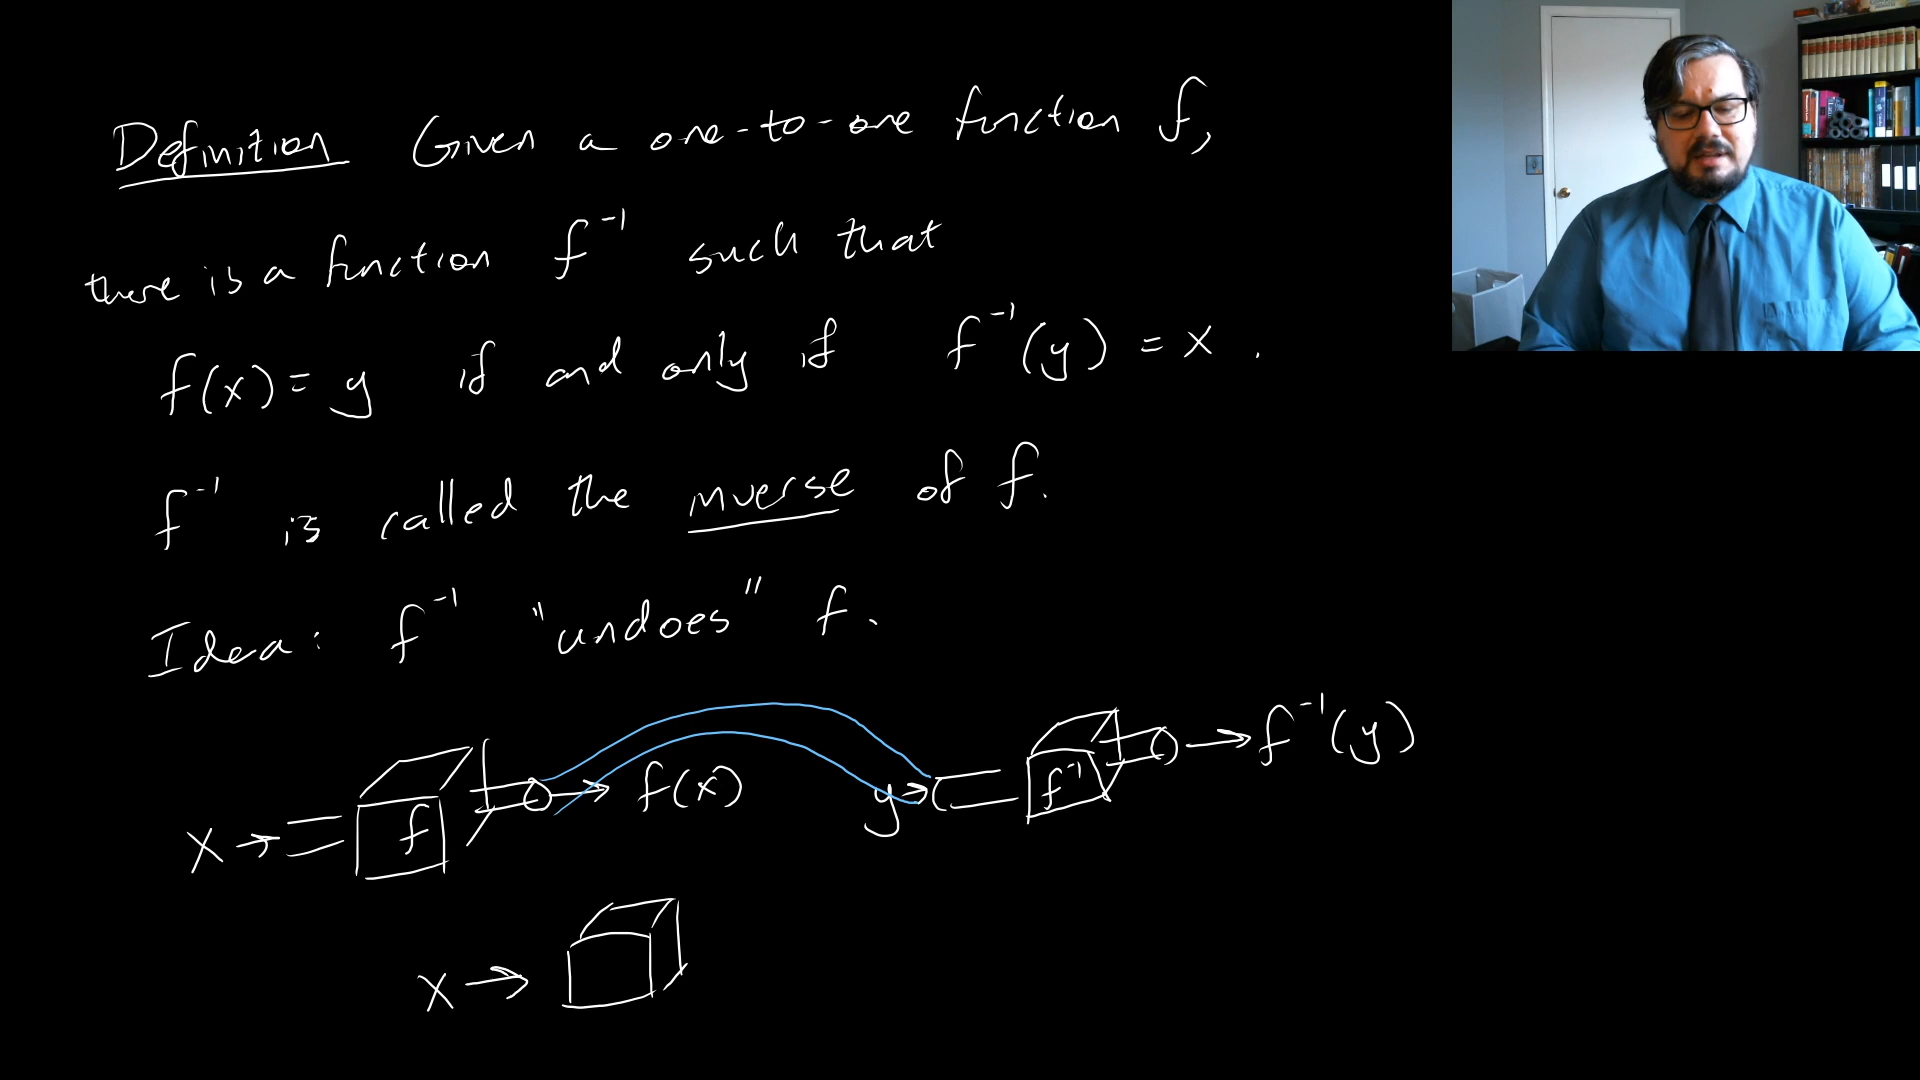 Definition Given a one-to-one function f,
there is a function f⁻¹ such that
f(x) = y if and only if f⁻¹(y) = x .
f⁻¹ is called the inverse of f.
Idea: f⁻¹ "undoes" f.
x → f → f(x) y → f⁻¹ → f⁻¹(y)
x →